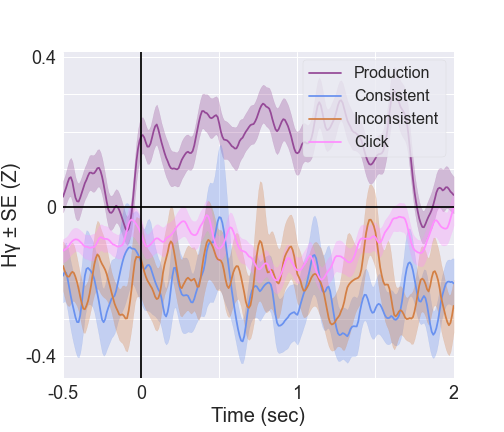 0.4
Production
Consistent
Inconsistent
Click
Hγ ± SE (Z)
0
-0.4
-0.5
0
1
2
Time (sec)